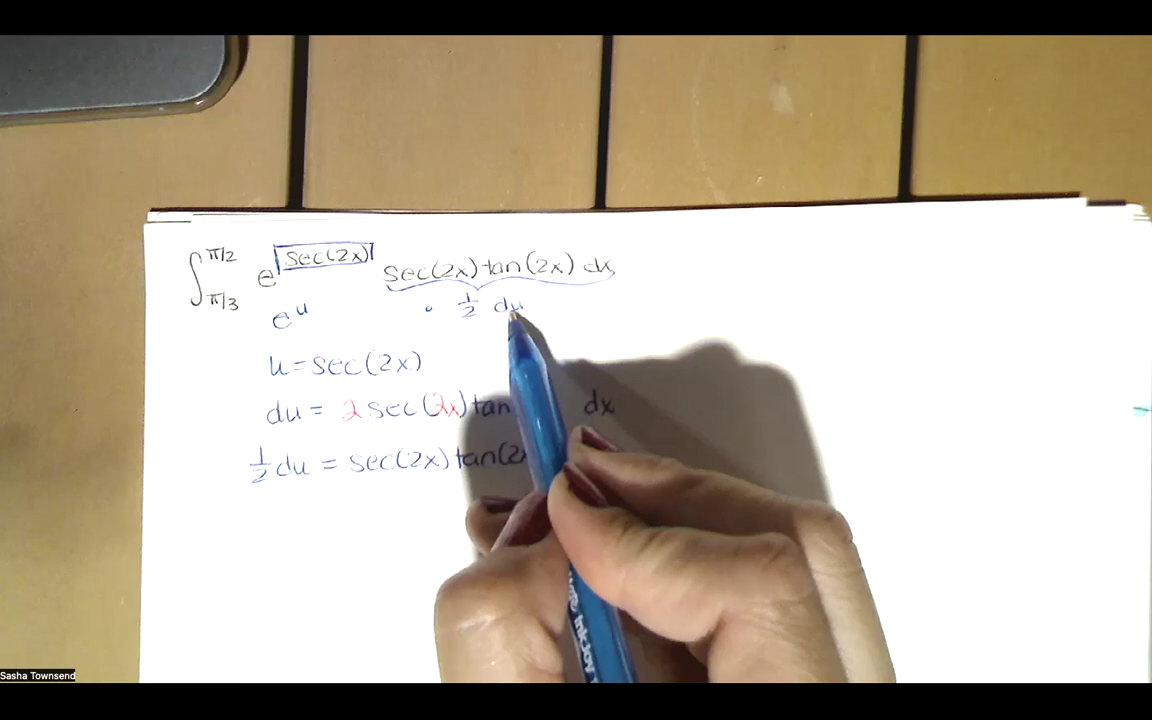 ∫_{π/3}^{π/2} e^{sec(2x)} sec(2x) tan(2x) dx
e^u · 1/2 du
u = sec(2x)
du = 2 sec(2x) tan dx
1/2 du = sec(2x) tan(2
InkJoy
Sasha Townsend